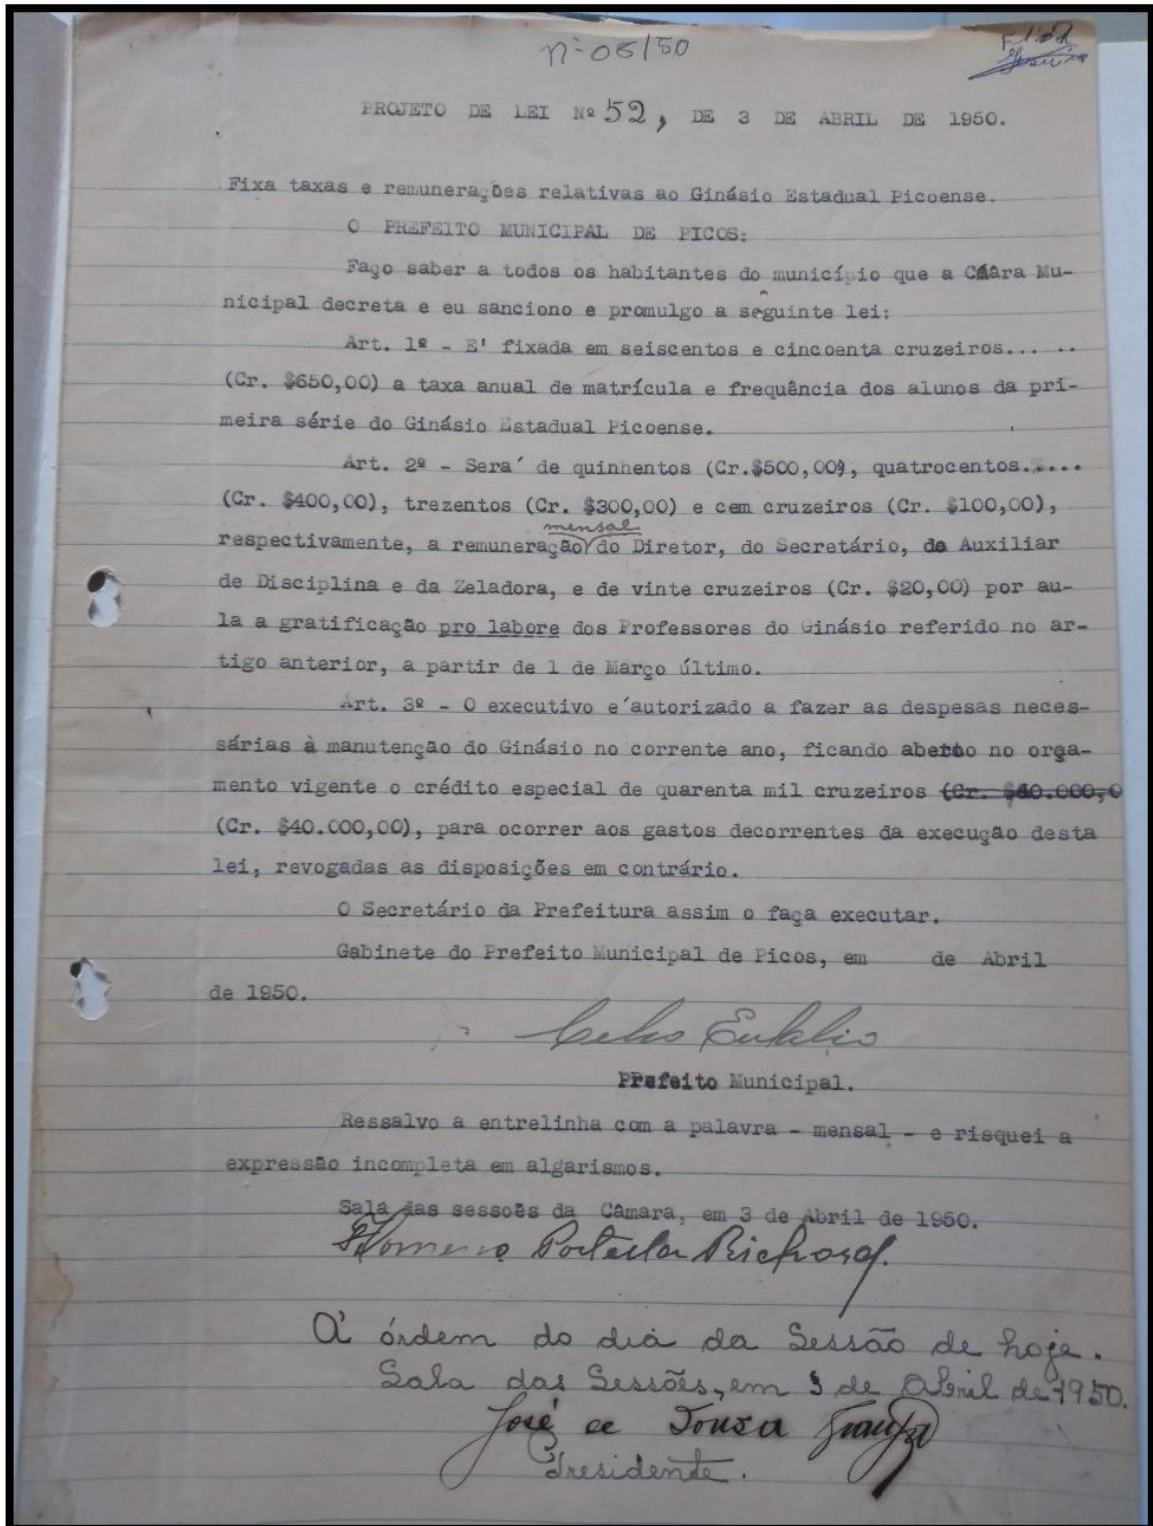 nº 05/50
PROJETO DE LEI Nº 52, DE 3 DE ABRIL DE 1950.
Fixa taxas e remunerações relativas ao Ginásio Estadual Picoense.
O PREFEITO MUNICIPAL DE PICOS:
Faço saber a todos os habitantes do município que a Câara Mu-
nicipal decreta e eu sanciono e promulgo a seguinte lei:
Art. 1º - E' fixada em seiscentos e cincoenta cruzeiros... ..
(Cr. $650,00) a taxa anual de matrícula e frequência dos alunos da pri-
meira série do Ginásio Estadual Picoense.
Art. 2º - Sera´ de quinhentos (Cr.$500,00), quatrocentos.....
(Cr. $400,00), trezentos (Cr. $300,00) e cem cruzeiros (Cr. $100,00),
mensal
respectivamente, a remuneração do Diretor, do Secretário, do Auxiliar
de Disciplina e da Zeladora, e de vinte cruzeiros (Cr. $20,00) por au-
la a gratificação pro labore dos Professores do Ginásio referido no ar-
tigo anterior, a partir de 1 de Março último.
Art. 3º - O executivo e´autorizado a fazer as despesas neces-
sárias à manutenção do Ginásio no corrente ano, ficando aberto no orça-
mento vigente o crédito especial de quarenta mil cruzeiros (Cr. $40.000,0
(Cr. $40.000,00), para ocorrer aos gastos decorrentes da execução desta
lei, revogadas as disposições em contrário.
O Secretário da Prefeitura assim o faça executar.
Gabinete do Prefeito Municipal de Picos, em de Abril
de 1950.
Celso Eulalio
Prefeito Municipal.
Ressalvo a entrelinha com a palavra - mensal - e risquei a
expressão incompleta em algarismos.
Sala das sessoẽs da Câmara, em 3 de Abril de 1950.
Portela Richard.
A' órdem do dia da Sessão de hoje.
Sala das Sessões, em 3 de Abril de 1950.
José de Souza
Presidente.